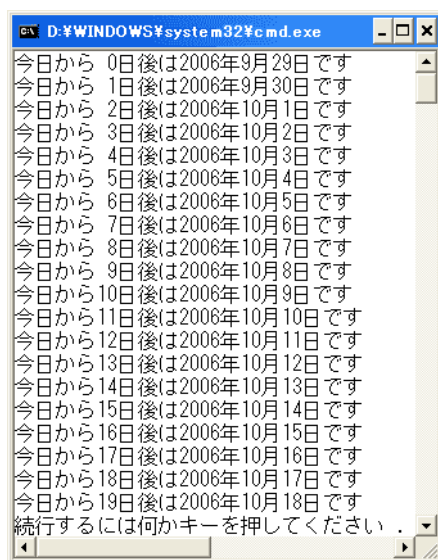 D:¥WINDOWS¥system32¥cmd.exe
今日から 0日後は2006年9月29日です
今日から 1日後は2006年9月30日です
今日から 2日後は2006年10月1日です
今日から 3日後は2006年10月2日です
今日から 4日後は2006年10月3日です
今日から 5日後は2006年10月4日です
今日から 6日後は2006年10月5日です
今日から 7日後は2006年10月6日です
今日から 8日後は2006年10月7日です
今日から 9日後は2006年10月8日です
今日から10日後は2006年10月9日です
今日から11日後は2006年10月10日です
今日から12日後は2006年10月11日です
今日から13日後は2006年10月12日です
今日から14日後は2006年10月13日です
今日から15日後は2006年10月14日です
今日から16日後は2006年10月15日です
今日から17日後は2006年10月16日です
今日から18日後は2006年10月17日です
今日から19日後は2006年10月18日です
続行するには何かキーを押してください .